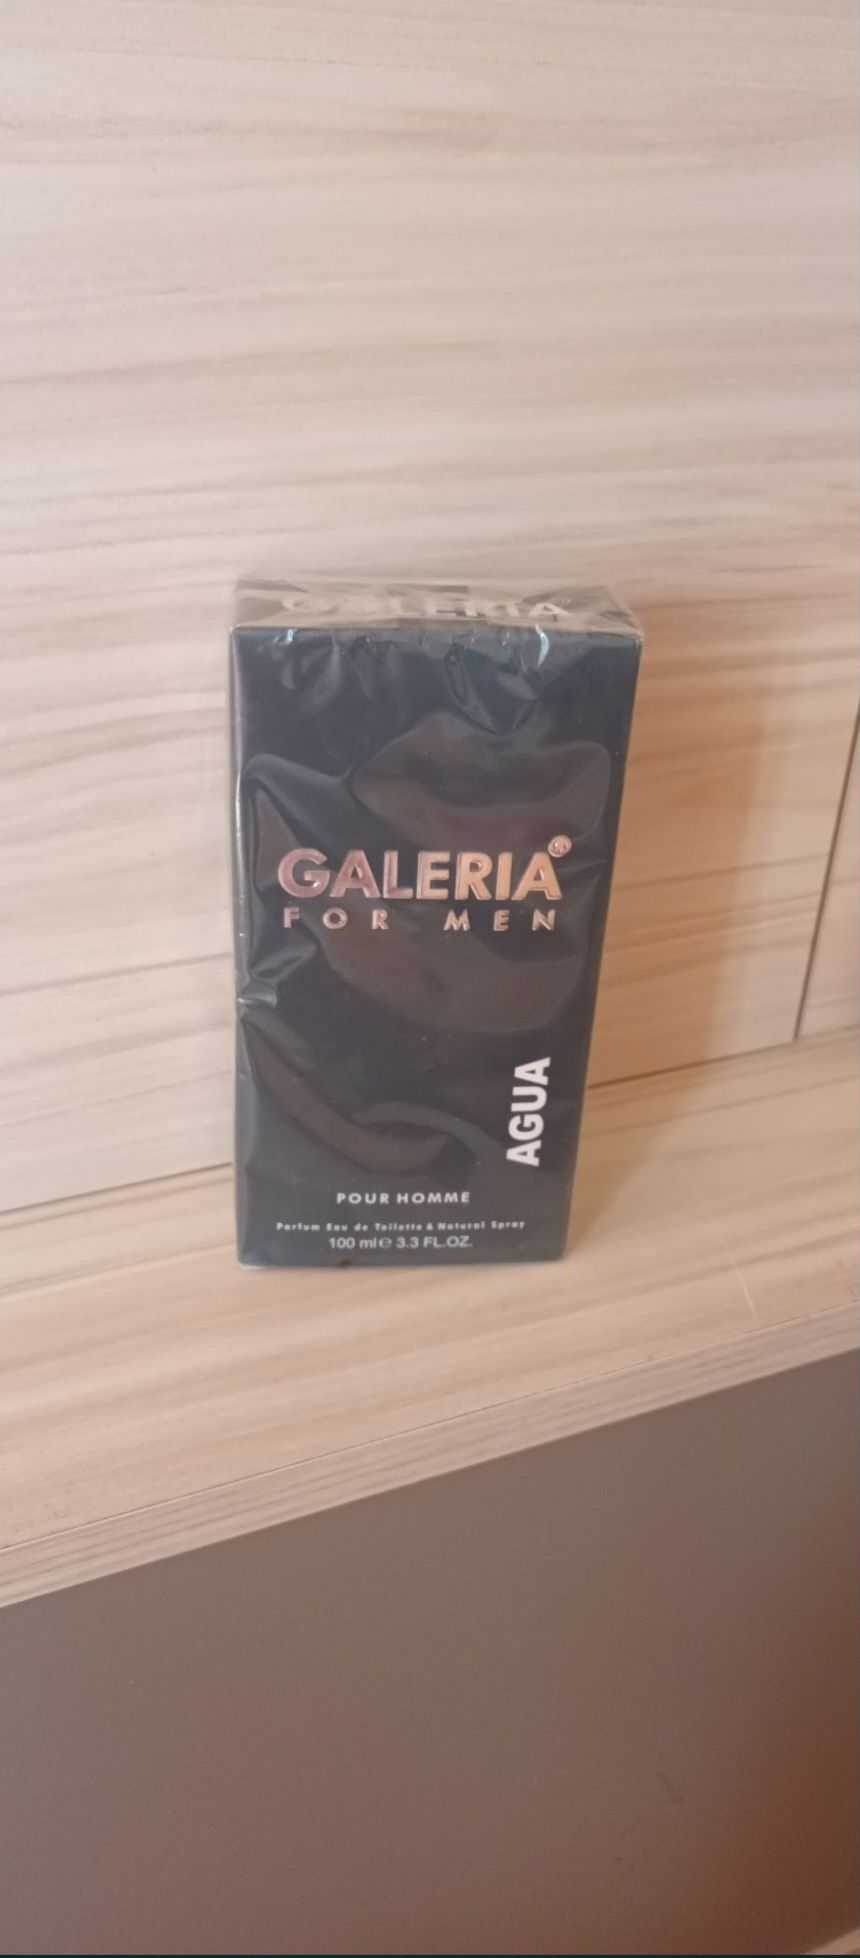 GALERIA
GALERIA®
FOR MEN
AGUA
POUR HOMME
Parfum Eau de Toilette & Natural Spray
100 ml ℮ 3.3 FL.OZ.